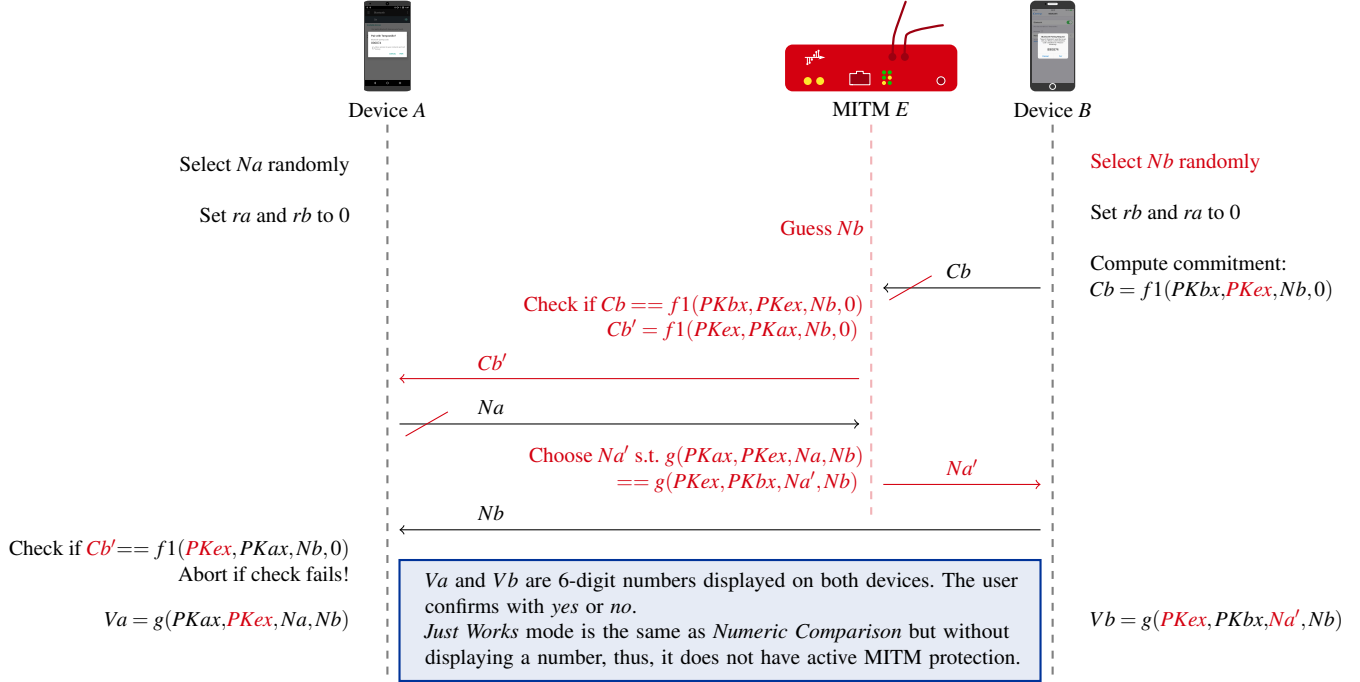 Device A
MITM E
Device B
Select Na randomly
Select Nb randomly
Set ra and rb to 0
Set rb and ra to 0
Guess Nb
Compute commitment:
Cb = f1(PKbx,PKex,Nb,0)
Cb
Check if Cb == f1(PKbx,PKex,Nb,0)
Cb′ = f1(PKex,PKax,Nb,0)
Cb′
Na
Choose Na′ s.t. g(PKax,PKex,Na,Nb)
== g(PKex,PKbx,Na′,Nb)
Na′
Nb
Check if Cb′== f1(PKex,PKax,Nb,0)
Abort if check fails!
Va = g(PKax,PKex,Na,Nb)
Va and Vb are 6-digit numbers displayed on both devices. The user
confirms with yes or no.
Just Works mode is the same as Numeric Comparison but without
displaying a number, thus, it does not have active MITM protection.
Vb = g(PKex,PKbx,Na′,Nb)